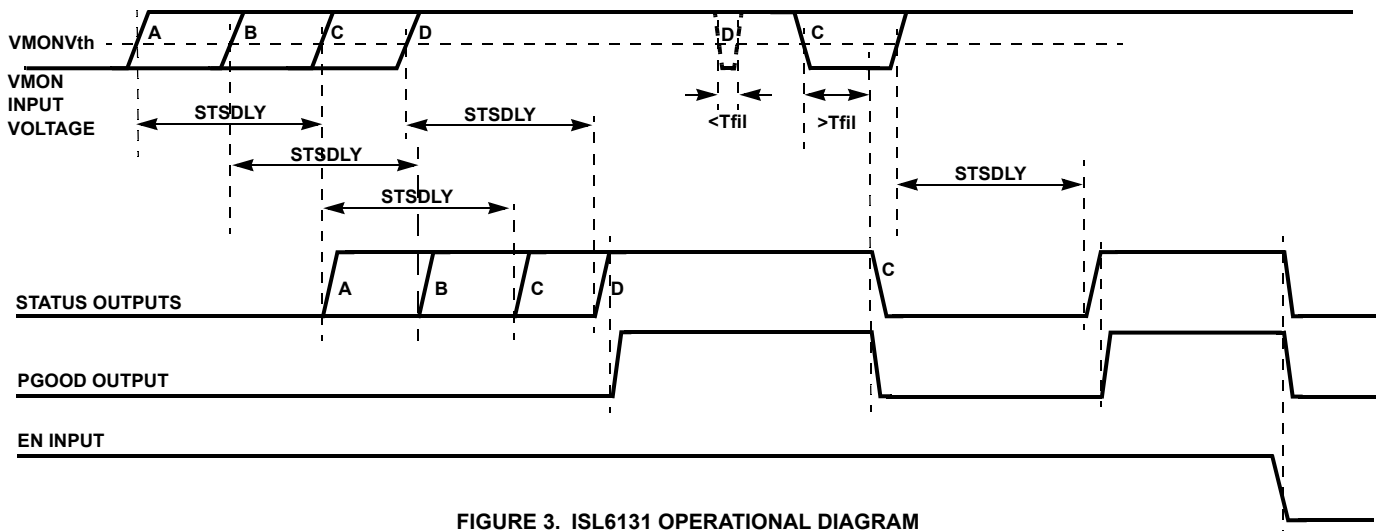 A B C D D C
VMONVth
VMON
INPUT
VOLTAGE
STSDLY STSDLY <Tfil >Tfil
STSDLY
STSDLY
STSDLY
C
A B C D
STATUS OUTPUTS
PGOOD OUTPUT
EN INPUT
FIGURE 3. ISL6131 OPERATIONAL DIAGRAM